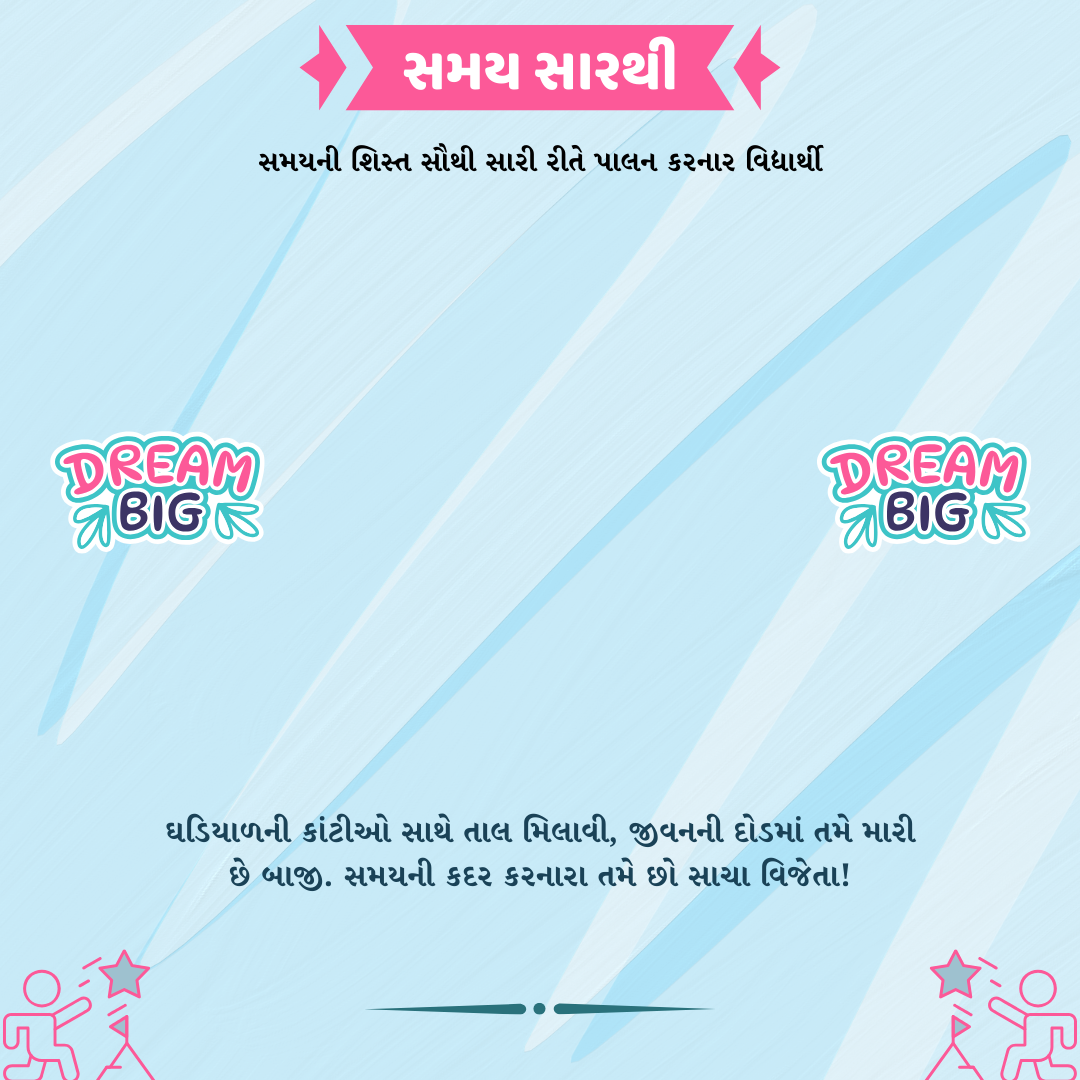 સમય સારથી
સમયની શિસ્ત સૌથી સારી રીતે પાલન કરનાર વિદ્યાર્થી
DREAM
BIG
DREAM
BIG
ઘડિયાળની કાંટીઓ સાથે તાલ મિલાવી, જીવનની દોડમાં તમે મારી
છે બાજી. સમયની કદર કરનારા તમે છો સાચા વિજેતા!